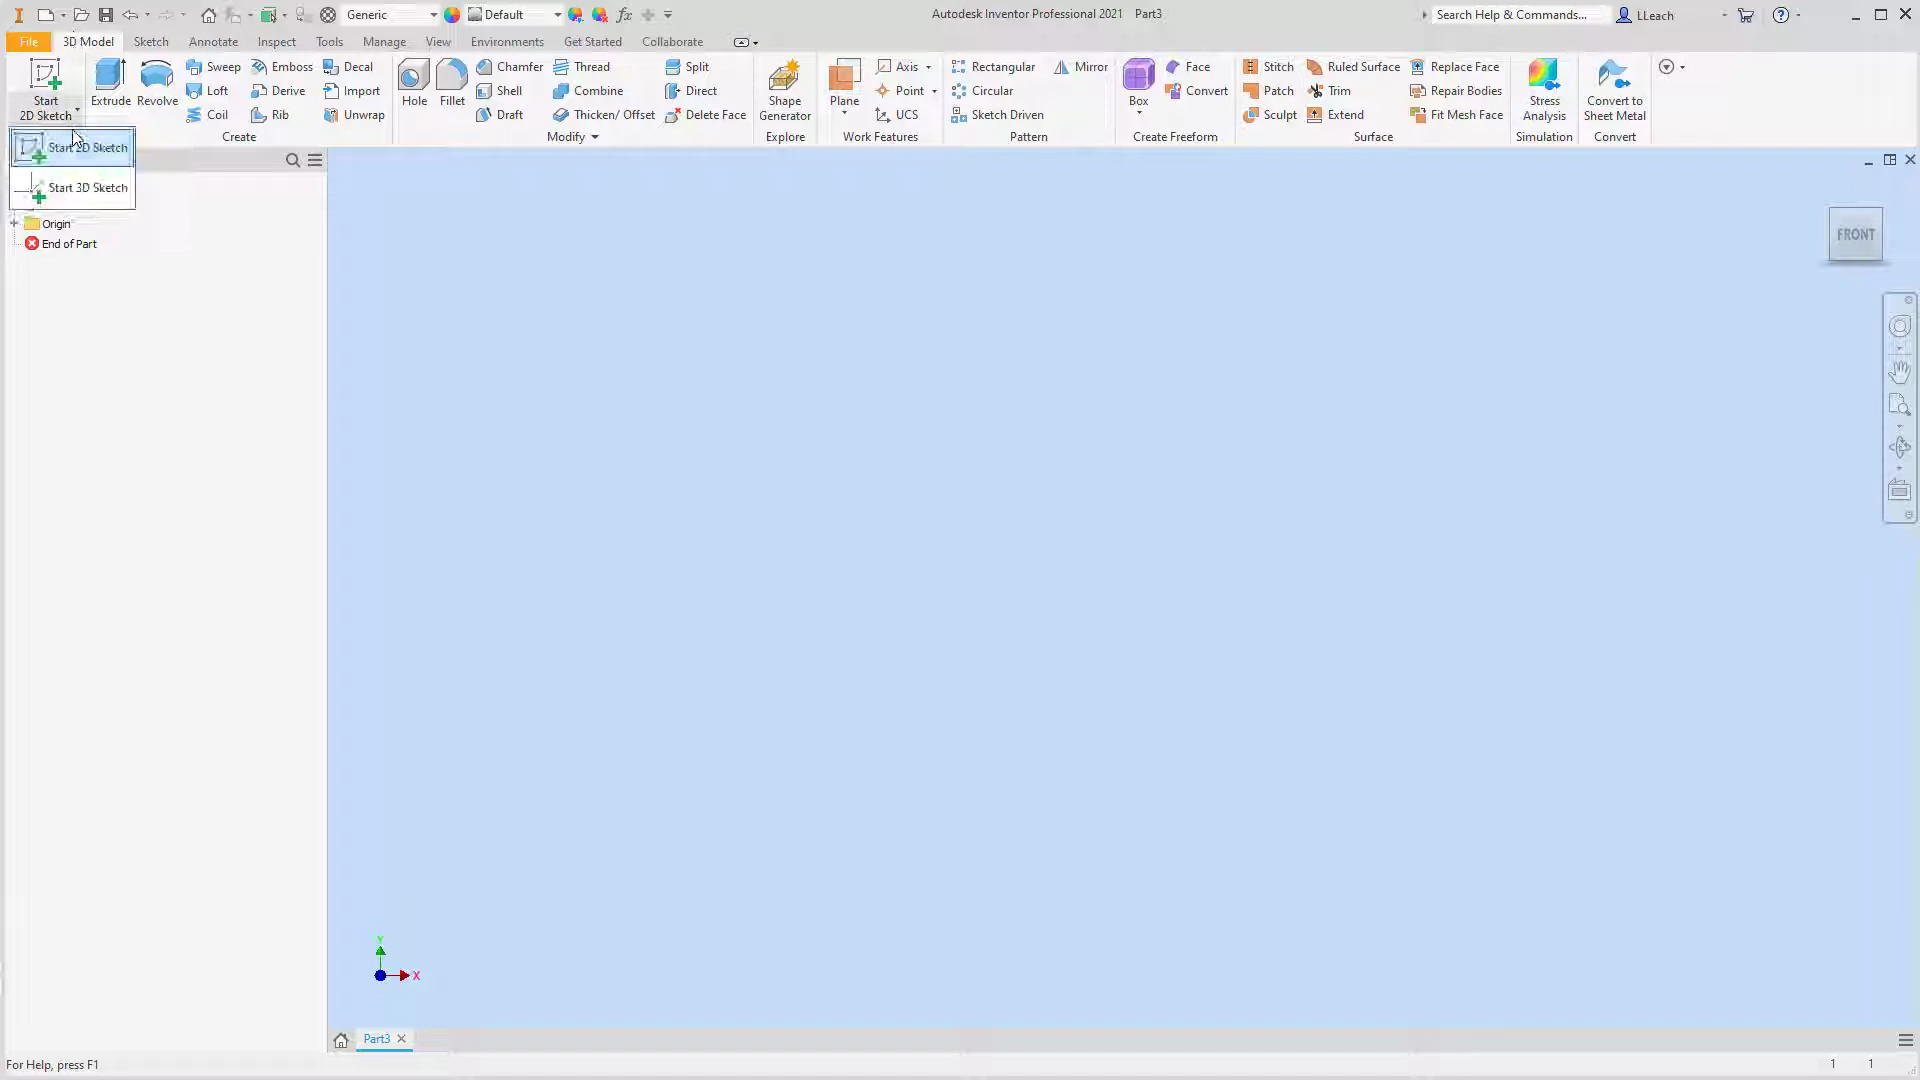 Generic Default Autodesk Inventor Professional 2021 Part3 Search Help & Commands... LLeach
File 3D Model Sketch Annotate Inspect Tools Manage View Environments Get Started Collaborate
Start
2D Sketch
Extrude
Revolve
Sweep Emboss Decal
Loft Derive Import
Coil Rib Unwrap
Create
Hole
Fillet
Chamfer Thread Split
Shell Combine Direct
Draft Thicken/ Offset Delete Face
Modify
Shape
Generator
Explore
Plane
Axis
Point
UCS
Work Features
Rectangular Mirror
Circular
Sketch Driven
Pattern
Box
Face
Convert
Create Freeform
Stitch Ruled Surface Replace Face
Patch Trim Repair Bodies
Sculpt Extend Fit Mesh Face
Surface
Stress
Analysis
Simulation
Convert to
Sheet Metal
Convert
Start 2D Sketch
Start 3D Sketch
Origin
End of Part
FRONT
Y
X
Part3
For Help, press F1
1 1